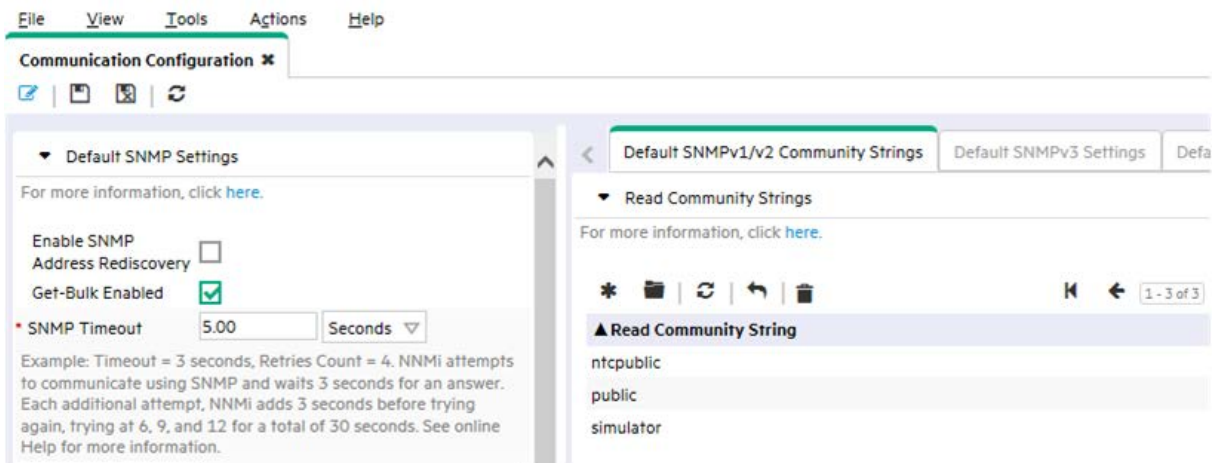 File View Tools Actions Help
Communication Configuration
Default SNMP Settings
For more information, click here.
Enable SNMP
Address Rediscovery
Get-Bulk Enabled
* SNMP Timeout 5.00 Seconds
Example: Timeout = 3 seconds, Retries Count = 4. NNMi attempts
to communicate using SNMP and waits 3 seconds for an answer.
Each additional attempt, NNMi adds 3 seconds before trying
again, trying at 6, 9, and 12 for a total of 30 seconds. See online
Help for more information.
Default SNMPv1/v2 Community Strings Default SNMPv3 Settings Defa
Read Community Strings
For more information, click here.
1 - 3 of 3
Read Community String
ntcpublic
public
simulator